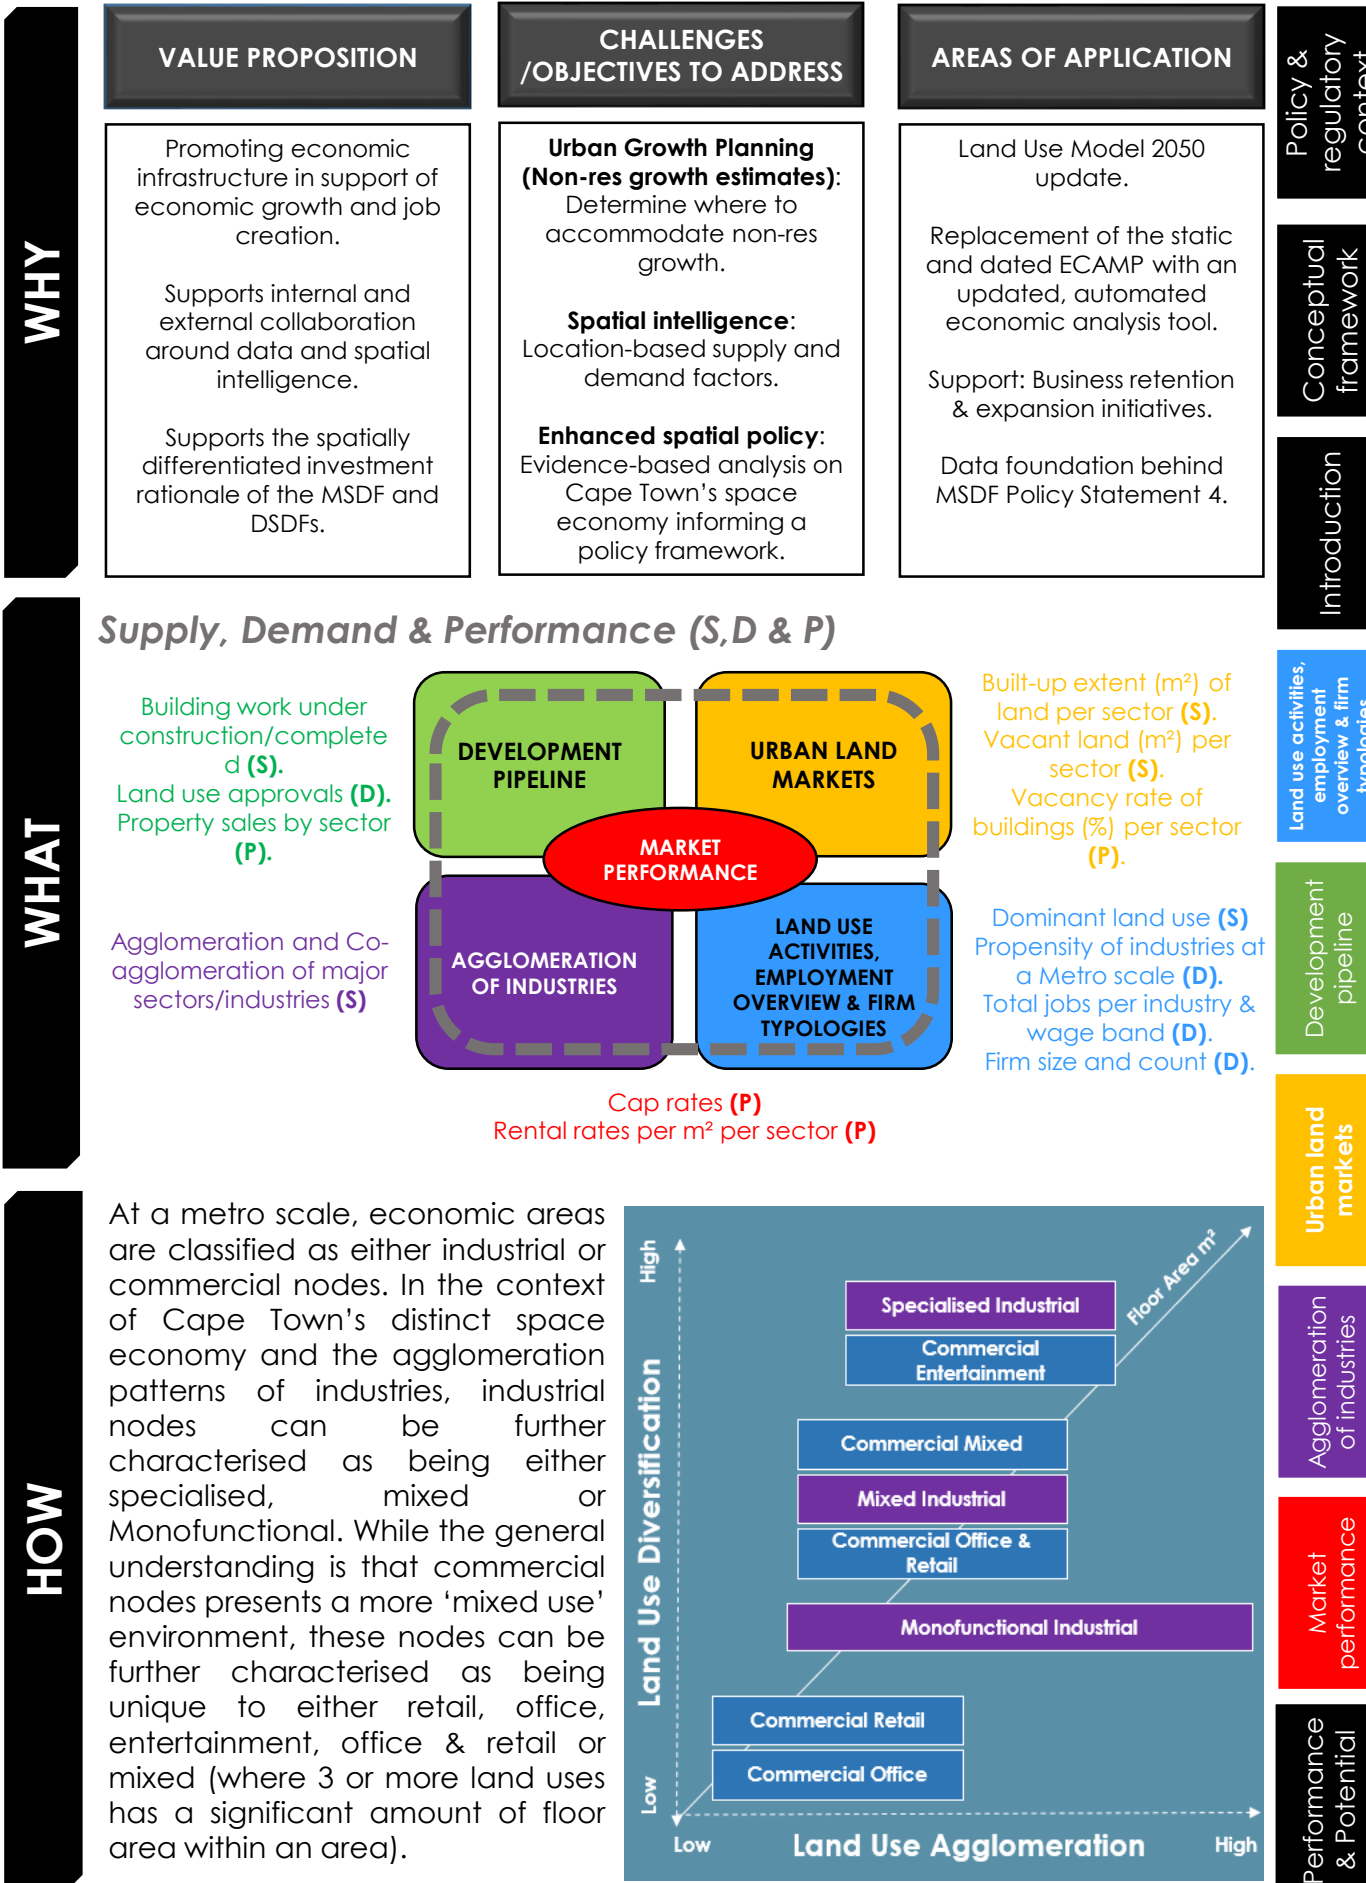 WHY
VALUE PROPOSITION
Promoting economic
infrastructure in support of
economic growth and job
creation.
Supports internal and
external collaboration
around data and spatial
intelligence.
Supports the spatially
differentiated investment
rationale of the MSDF and
DSDFs.
CHALLENGES
/OBJECTIVES TO ADDRESS
Urban Growth Planning
(Non-res growth estimates):
Determine where to
accommodate non-res
growth.
Spatial intelligence:
Location-based supply and
demand factors.
Enhanced spatial policy:
Evidence-based analysis on
Cape Town's space
economy informing a
policy framework.
AREAS OF APPLICATION
Land Use Model 2050
update.
Replacement of the static
and dated ECAMP with an
updated, automated
economic analysis tool.
Support: Business retention
& expansion initiatives.
Data foundation behind
MSDF Policy Statement 4.
WHAT
Supply, Demand & Performance (S,D & P)
Building work under
construction/complete
d (S).
Land use approvals (D).
Property sales by sector
(P).
Agglomeration and Co-
agglomeration of major
sectors/industries (S)
DEVELOPMENT
PIPELINE
URBAN LAND
MARKETS
MARKET
PERFORMANCE
AGGLOMERATION
OF INDUSTRIES
LAND USE
ACTIVITIES,
EMPLOYMENT
OVERVIEW & FIRM
TYPOLOGIES
Built-up extent (m²) of
land per sector (S).
Vacant land (m²) per
sector (S).
Vacancy rate of
buildings (%) per sector
(P).
Dominant land use (S)
Propensity of industries at
a Metro scale (D).
Total jobs per industry &
wage band (D).
Firm size and count (D).
Cap rates (P)
Rental rates per m² per sector (P)
HOW
At a metro scale, economic areas
are classified as either industrial or
commercial nodes. In the context
of Cape Town's distinct space
economy and the agglomeration
patterns of industries, industrial
nodes can be further
characterised as being either
specialised, mixed or
Monofunctional. While the general
understanding is that commercial
nodes presents a more 'mixed use'
environment, these nodes can be
further characterised as being
unique to either retail, office,
entertainment, office & retail or
mixed (where 3 or more land uses
has a significant amount of floor
area within an area).
High
Land Use Diversification
Low
Floor Area m²
Specialised Industrial
Commercial
Entertainment
Commercial Mixed
Mixed Industrial
Commercial Office &
Retail
Monofunctional Industrial
Commercial Retail
Commercial Office
Low
Land Use Agglomeration
High
Policy &
regulatory
context
Conceptual
framework
Introduction
Land use activities,
employment
overview & firm
typologies
Development
pipeline
Urban land
markets
Agglomeration
of industries
Market
performance
Performance
& Potential